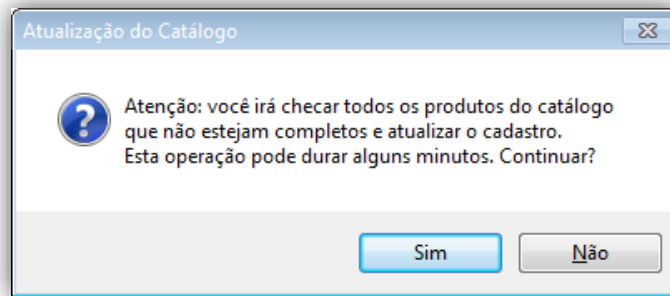 Atualização do Catálogo
Atenção: você irá checar todos os produtos do catálogo
que não estejam completos e atualizar o cadastro.
Esta operação pode durar alguns minutos. Continuar?
Sim
Não